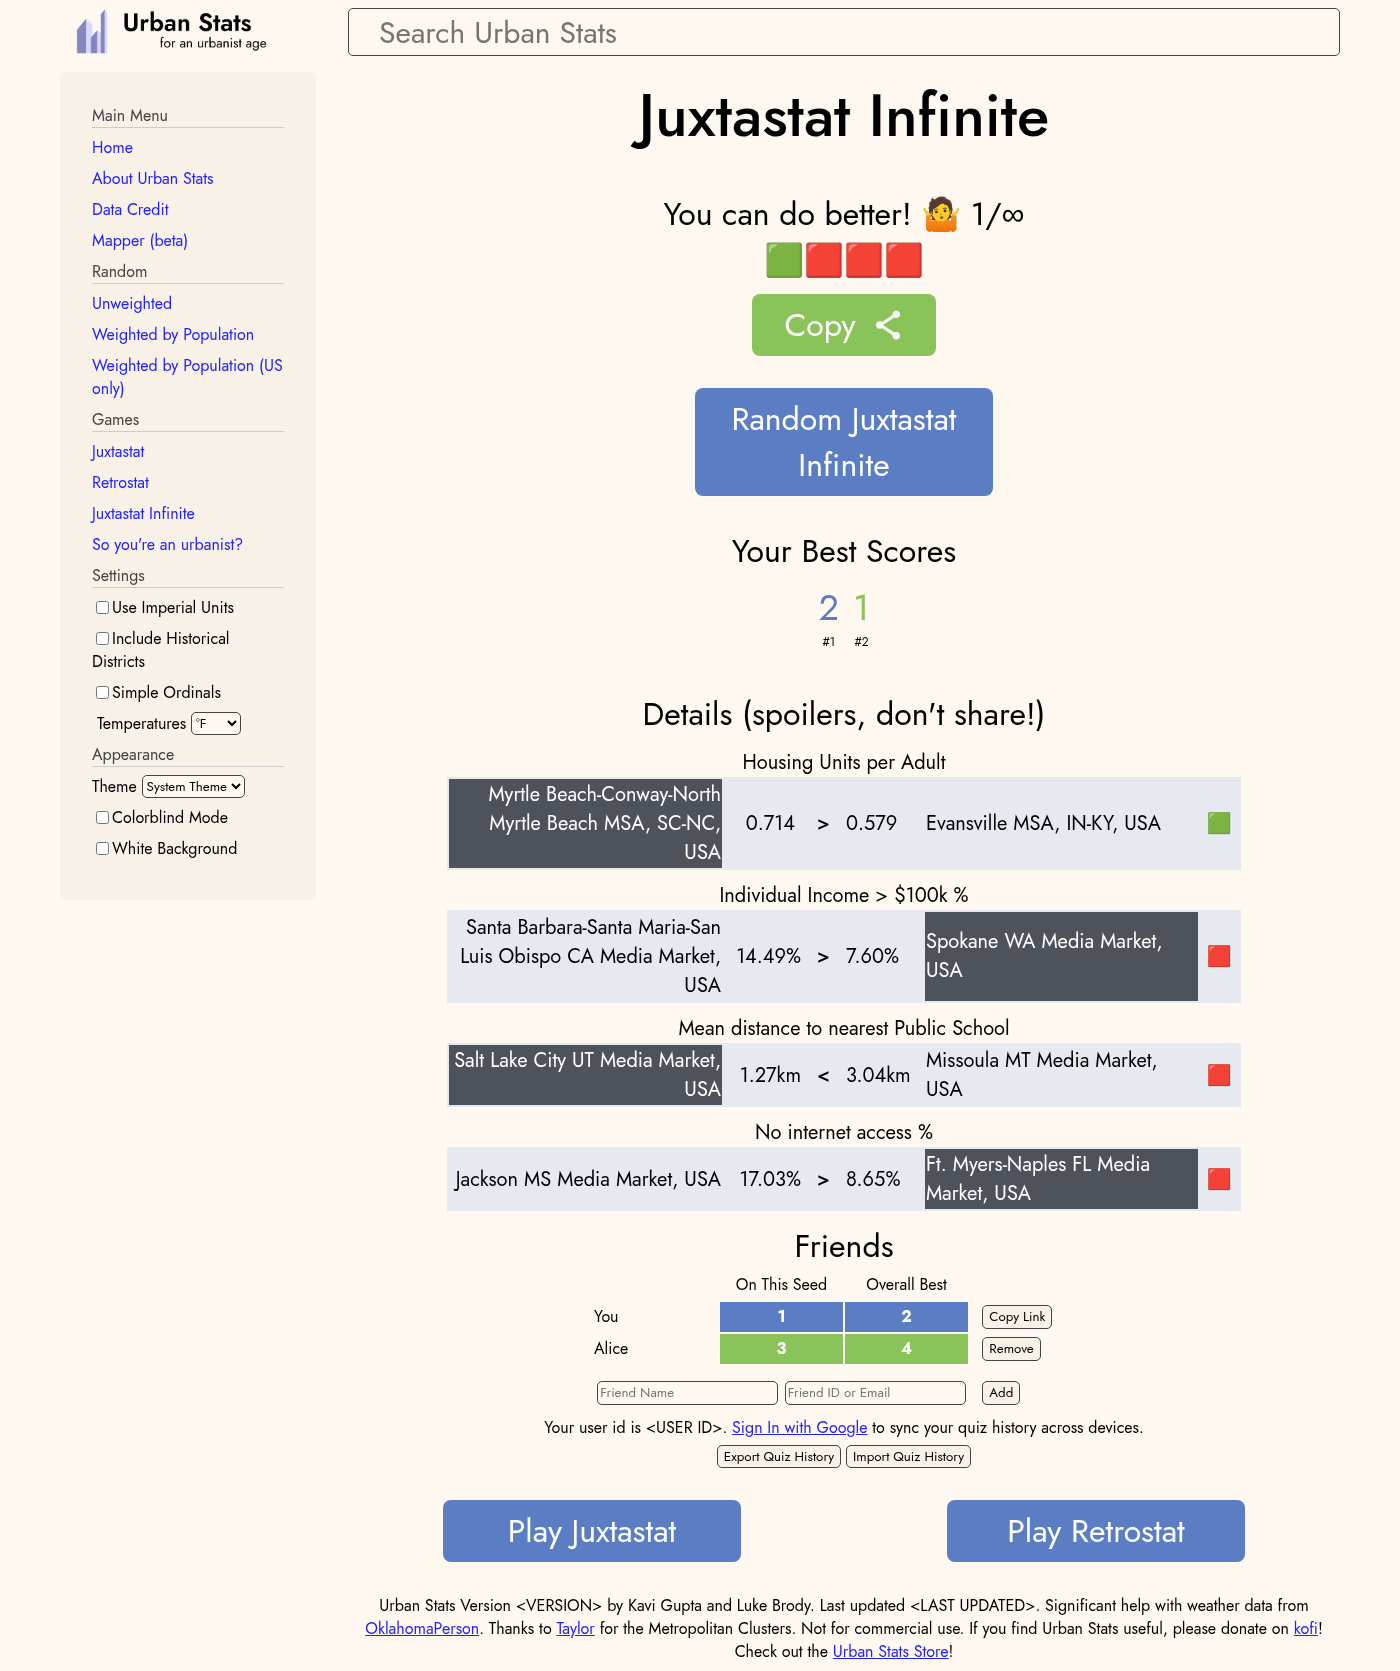 Urban Stats
for an urbanist age
Search Urban Stats
Main Menu
Home
About Urban Stats
Data Credit
Mapper (beta)
Random
Unweighted
Weighted by Population
Weighted by Population (US
only)
Games
Juxtastat
Retrostat
Juxtastat Infinite
So you're an urbanist?
Settings
Use Imperial Units
Include Historical
Districts
Simple Ordinals
Temperatures °F
Appearance
Theme System Theme
Colorblind Mode
White Background
Juxtastat Infinite
You can do better! 🤷 1/∞
🟩🟥🟥🟥
Copy
Random Juxtastat
Infinite
Your Best Scores
2 1
#1 #2
Details (spoilers, don't share!)
Housing Units per Adult
Myrtle Beach-Conway-North
Myrtle Beach MSA, SC-NC,
USA
0.714 > 0.579
Evansville MSA, IN-KY, USA
🟩
Individual Income > $100k %
Santa Barbara-Santa Maria-San
Luis Obispo CA Media Market,
USA
14.49% > 7.60%
Spokane WA Media Market,
USA
🟥
Mean distance to nearest Public School
Salt Lake City UT Media Market,
USA
1.27km < 3.04km
Missoula MT Media Market,
USA
🟥
No internet access %
Jackson MS Media Market, USA
17.03% > 8.65%
Ft. Myers-Naples FL Media
Market, USA
🟥
Friends
On This Seed Overall Best
You 1 2 Copy Link
Alice 3 4 Remove
Friend Name Friend ID or Email Add
Your user id is <USER ID>. Sign In with Google to sync your quiz history across devices.
Export Quiz History Import Quiz History
Play Juxtastat Play Retrostat
Urban Stats Version <VERSION> by Kavi Gupta and Luke Brody. Last updated <LAST UPDATED>. Significant help with weather data from
OklahomaPerson. Thanks to Taylor for the Metropolitan Clusters. Not for commercial use. If you find Urban Stats useful, please donate on kofi!
Check out the Urban Stats Store!